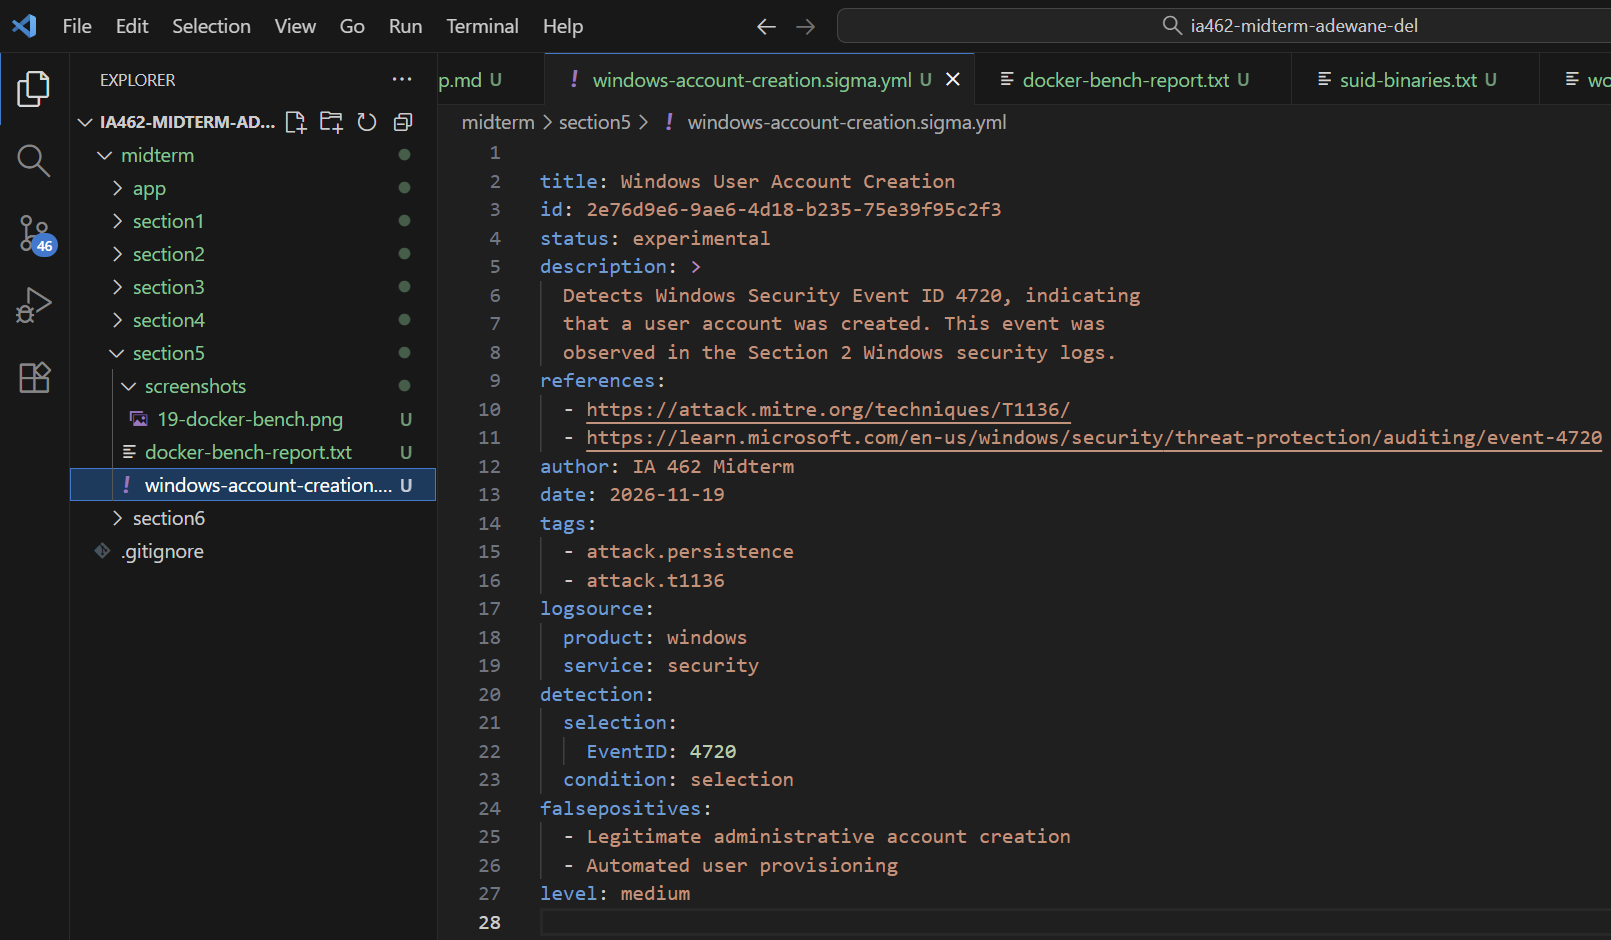 File Edit Selection View Go Run Terminal Help
ia462-midterm-adewane-del
EXPLORER
IA462-MIDTERM-AD...
midterm
app
section1
section2
section3
section4
section5
screenshots
19-docker-bench.png U
docker-bench-report.txt U
windows-account-creation.... U
section6
.gitignore
46
p.md U
! windows-account-creation.sigma.yml U
docker-bench-report.txt U
suid-binaries.txt U
wo
midterm > section5 > ! windows-account-creation.sigma.yml
1
2 title: Windows User Account Creation
3 id: 2e76d9e6-9ae6-4d18-b235-75e39f95c2f3
4 status: experimental
5 description: >
6 Detects Windows Security Event ID 4720, indicating
7 that a user account was created. This event was
8 observed in the Section 2 Windows security logs.
9 references:
10 - https://attack.mitre.org/techniques/T1136/
11 - https://learn.microsoft.com/en-us/windows/security/threat-protection/auditing/event-4720
12 author: IA 462 Midterm
13 date: 2026-11-19
14 tags:
15 - attack.persistence
16 - attack.t1136
17 logsource:
18 product: windows
19 service: security
20 detection:
21 selection:
22 EventID: 4720
23 condition: selection
24 falsepositives:
25 - Legitimate administrative account creation
26 - Automated user provisioning
27 level: medium
28